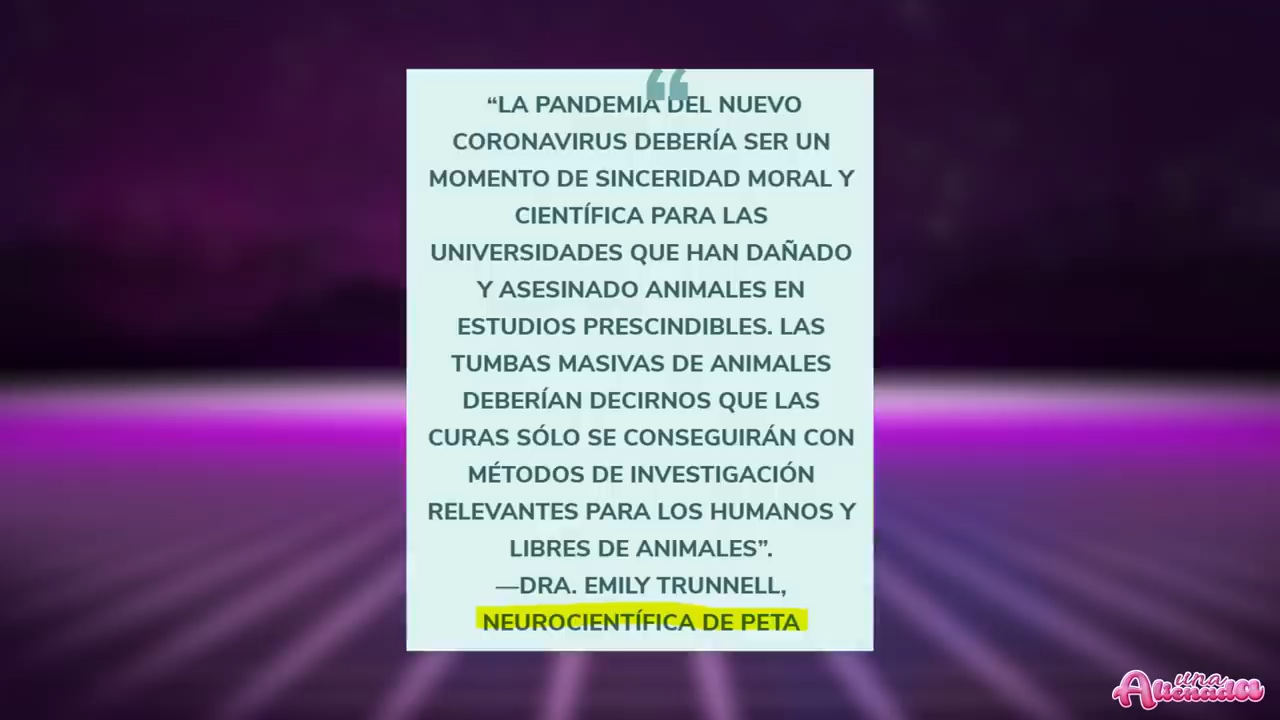 “LA PANDEMIA DEL NUEVO
CORONAVIRUS DEBERÍA SER UN
MOMENTO DE SINCERIDAD MORAL Y
CIENTÍFICA PARA LAS
UNIVERSIDADES QUE HAN DAÑADO
Y ASESINADO ANIMALES EN
ESTUDIOS PRESCINDIBLES. LAS
TUMBAS MASIVAS DE ANIMALES
DEBERÍAN DECIRNOS QUE LAS
CURAS SÓLO SE CONSEGUIRÁN CON
MÉTODOS DE INVESTIGACIÓN
RELEVANTES PARA LOS HUMANOS Y
LIBRES DE ANIMALES”.
—DRA. EMILY TRUNNELL,
NEUROCIENTÍFICA DE PETA
una
Alienada